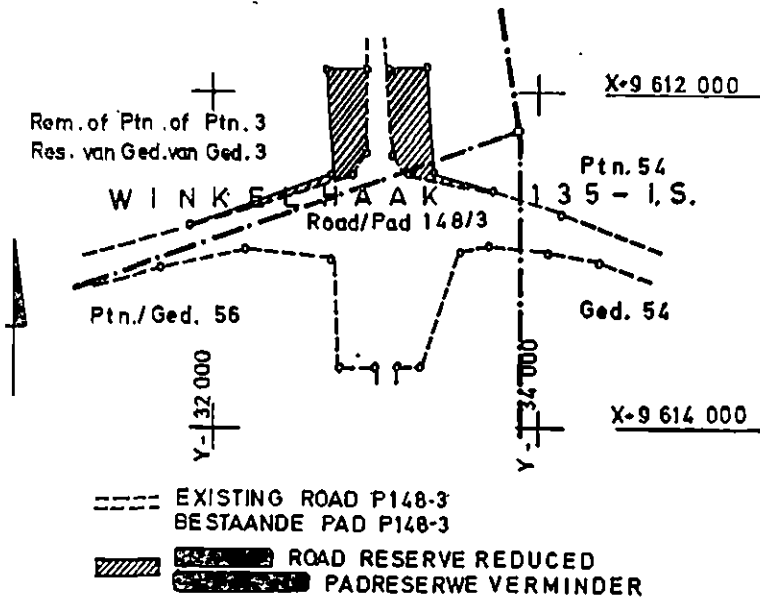 X+9 612 000
Rem. of Ptn. of Ptn. 3
Res. van Ged. van Ged. 3
Ptn. 54
WINKELHAAK 135-I.S.
Road/Pad 148/3
Ptn./Ged. 56
Ged. 54
Y-132 000
Y-134 000
X+9 614 000
EXISTING ROAD P148-3
BESTAANDE PAD P148-3
ROAD RESERVE REDUCED
PADRESERWE VERMINDER